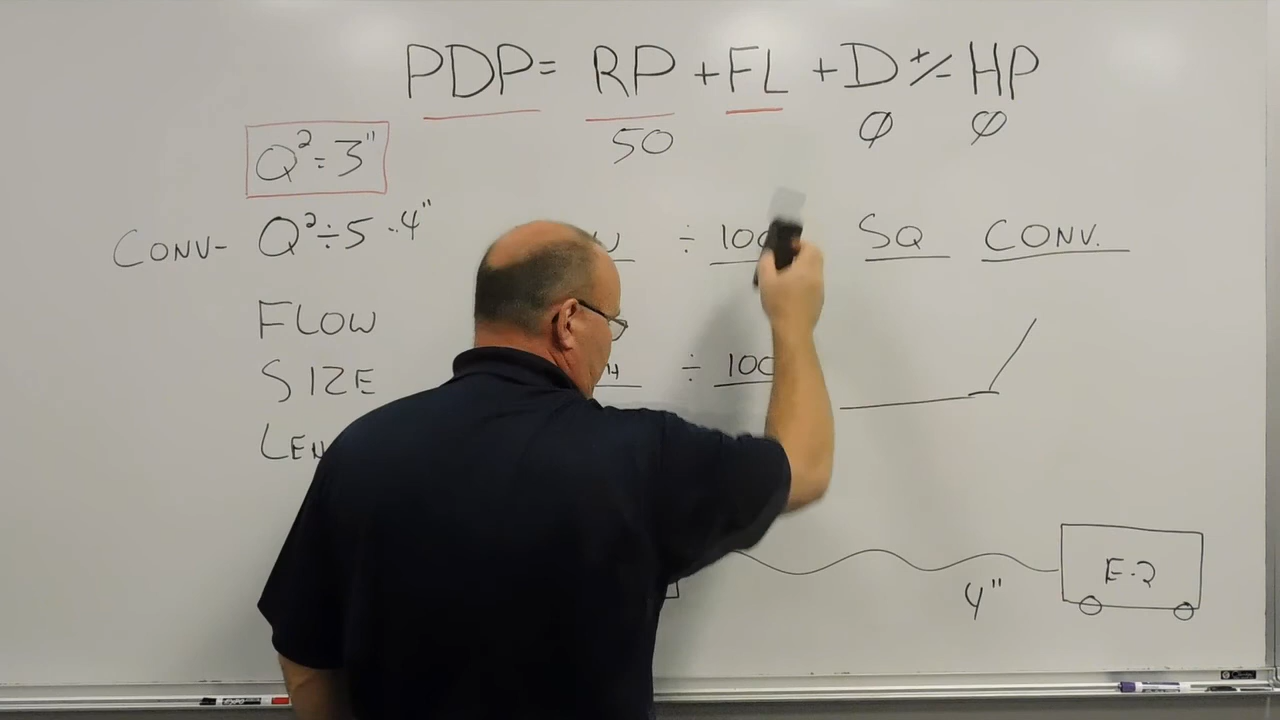 PDP = RP + FL + D +/- HP
50 Ø Ø
Q² = 3"
CONV- Q² ÷ 5 - 4"
÷ 100 SQ CONV.
FLOW
SIZE ÷ 100
E-2
4"